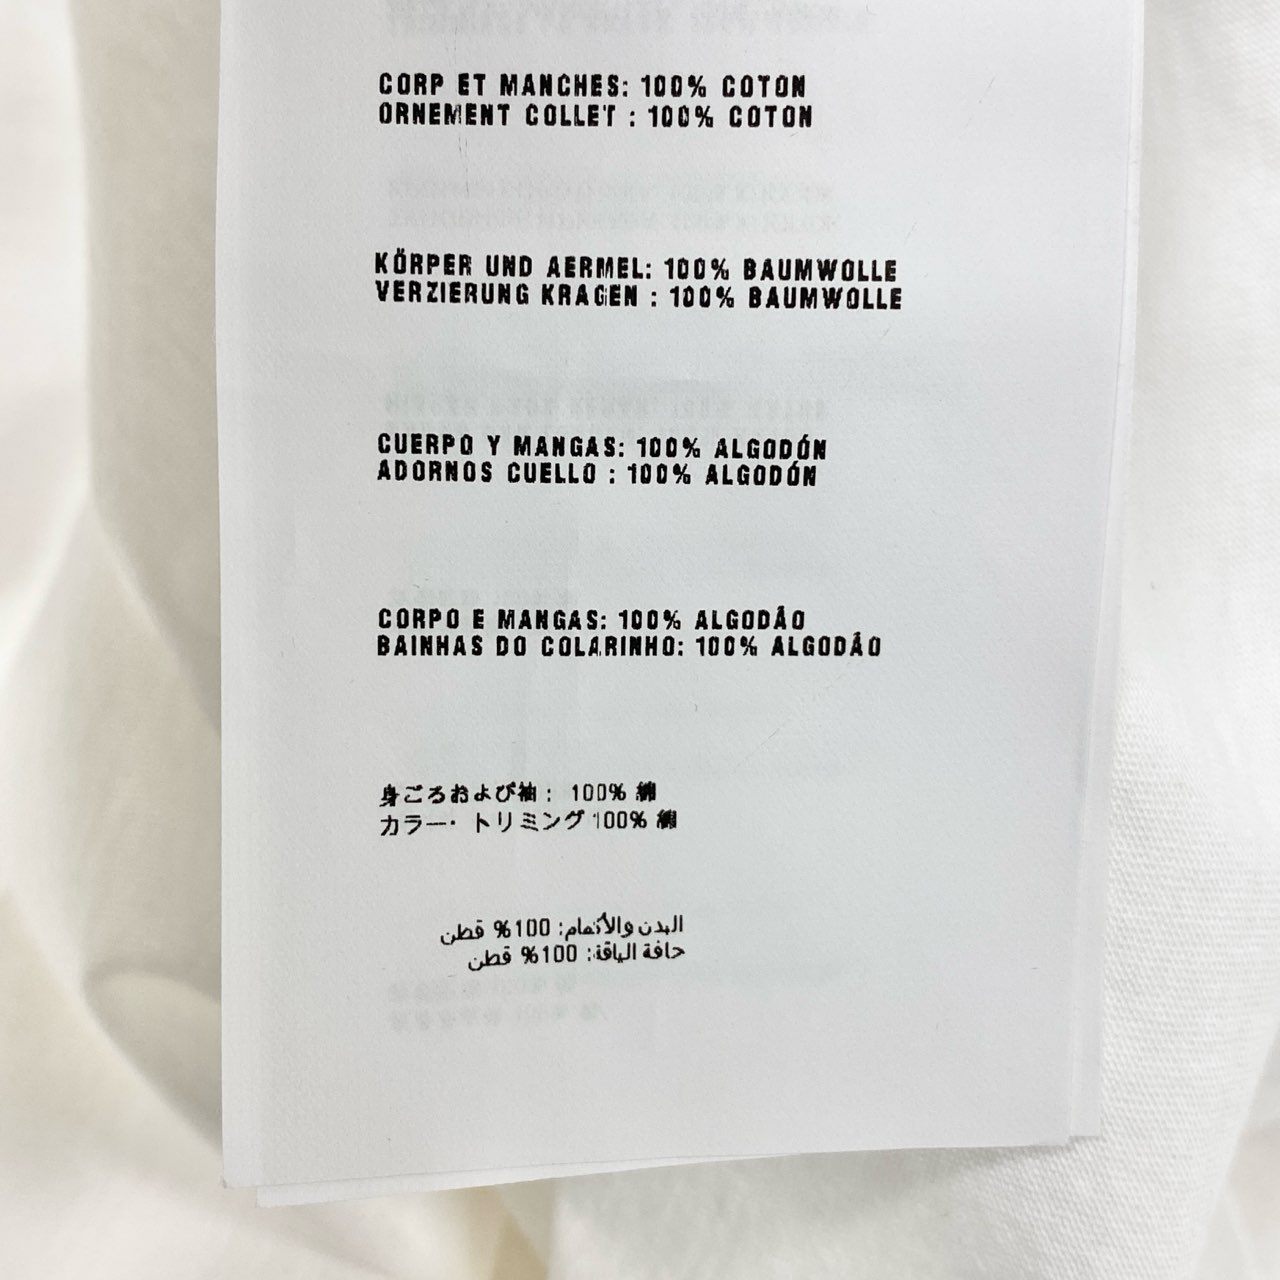 CORP ET MANCHES: 100% COTON
ORNEMENT COLLET : 100% COTON
KÖRPER UND AERMEL: 100% BAUMWOLLE
VERZIERUNG KRAGEN : 100% BAUMWOLLE
CUERPO Y MANGAS: 100% ALGODÓN
ADORNOS CUELLO : 100% ALGODÓN
CORPO E MANGAS: 100% ALGODÃO
BAINHAS DO COLARINHO: 100% ALGODÃO
身ごろおよび袖： 100% 綿
カラー・トリミング 100% 綿
البدن والأكمام: 100% قطن
حافة الياقة: 100% قطن